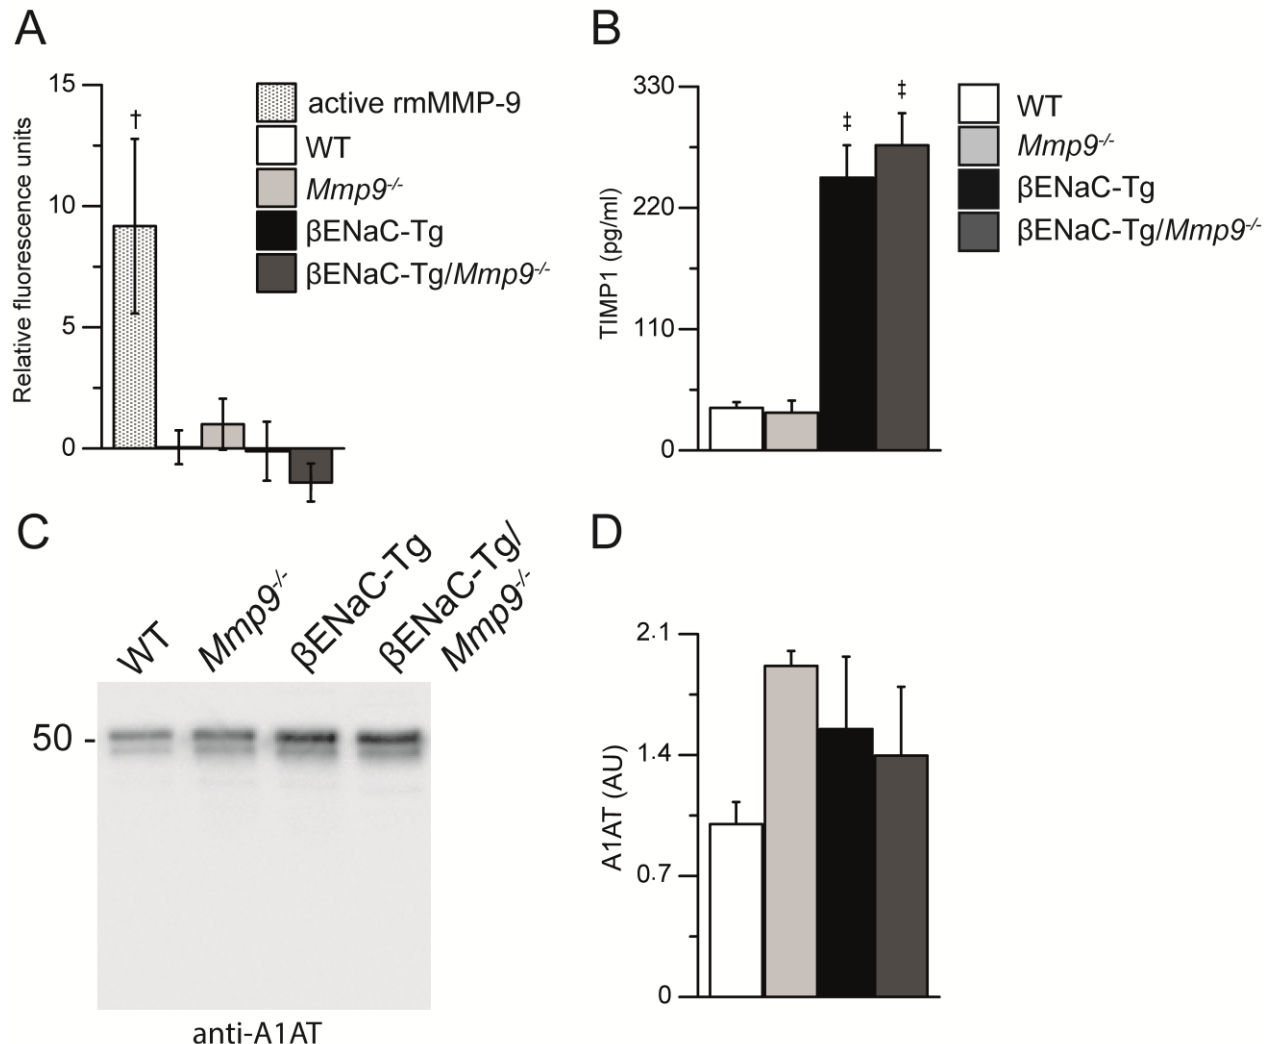 A
Relative fluorescence units
15
10
5
0
†
active rmMMP-9
WT
Mmp9-/-
βENaC-Tg
βENaC-Tg/Mmp9-/-
B
TIMP1 (pg/ml)
330
220
110
0
‡
‡
WT
Mmp9-/-
βENaC-Tg
βENaC-Tg/Mmp9-/-
C
WT
Mmp9-/-
βENaC-Tg
βENaC-Tg/
Mmp9-/-
50 -
anti-A1AT
D
A1AT (AU)
2.1
1.4
0.7
0